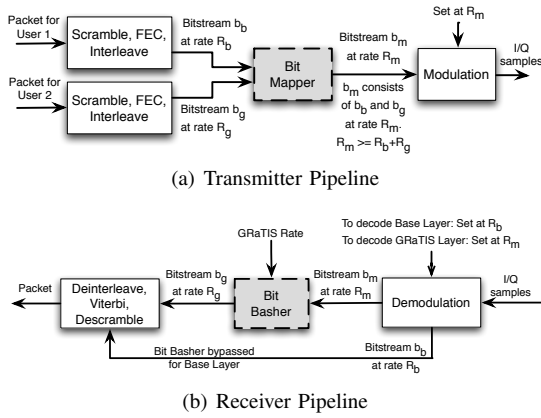 Packet for
User 1
Scramble, FEC,
Interleave
Bitstream b_b
at rate R_b
Packet for
User 2
Scramble, FEC,
Interleave
Bitstream b_g
at rate R_g
Bit
Mapper
Bitstream b_m
at rate R_m
b_m consists
of b_b and b_g
at rate R_m.
R_m >= R_b+R_g
Set at R_m
Modulation
I/Q
samples
(a) Transmitter Pipeline
GRaTIS Rate
To decode Base Layer: Set at R_b
To decode GRaTIS Layer: Set at R_m
Packet
Deinterleave,
Viterbi,
Descramble
Bitstream b_g
at rate R_g
Bit
Basher
Bitstream b_m
at rate R_m
Demodulation
I/Q
samples
Bit Basher bypassed
for Base Layer
Bitstream b_b
at rate R_b
(b) Receiver Pipeline